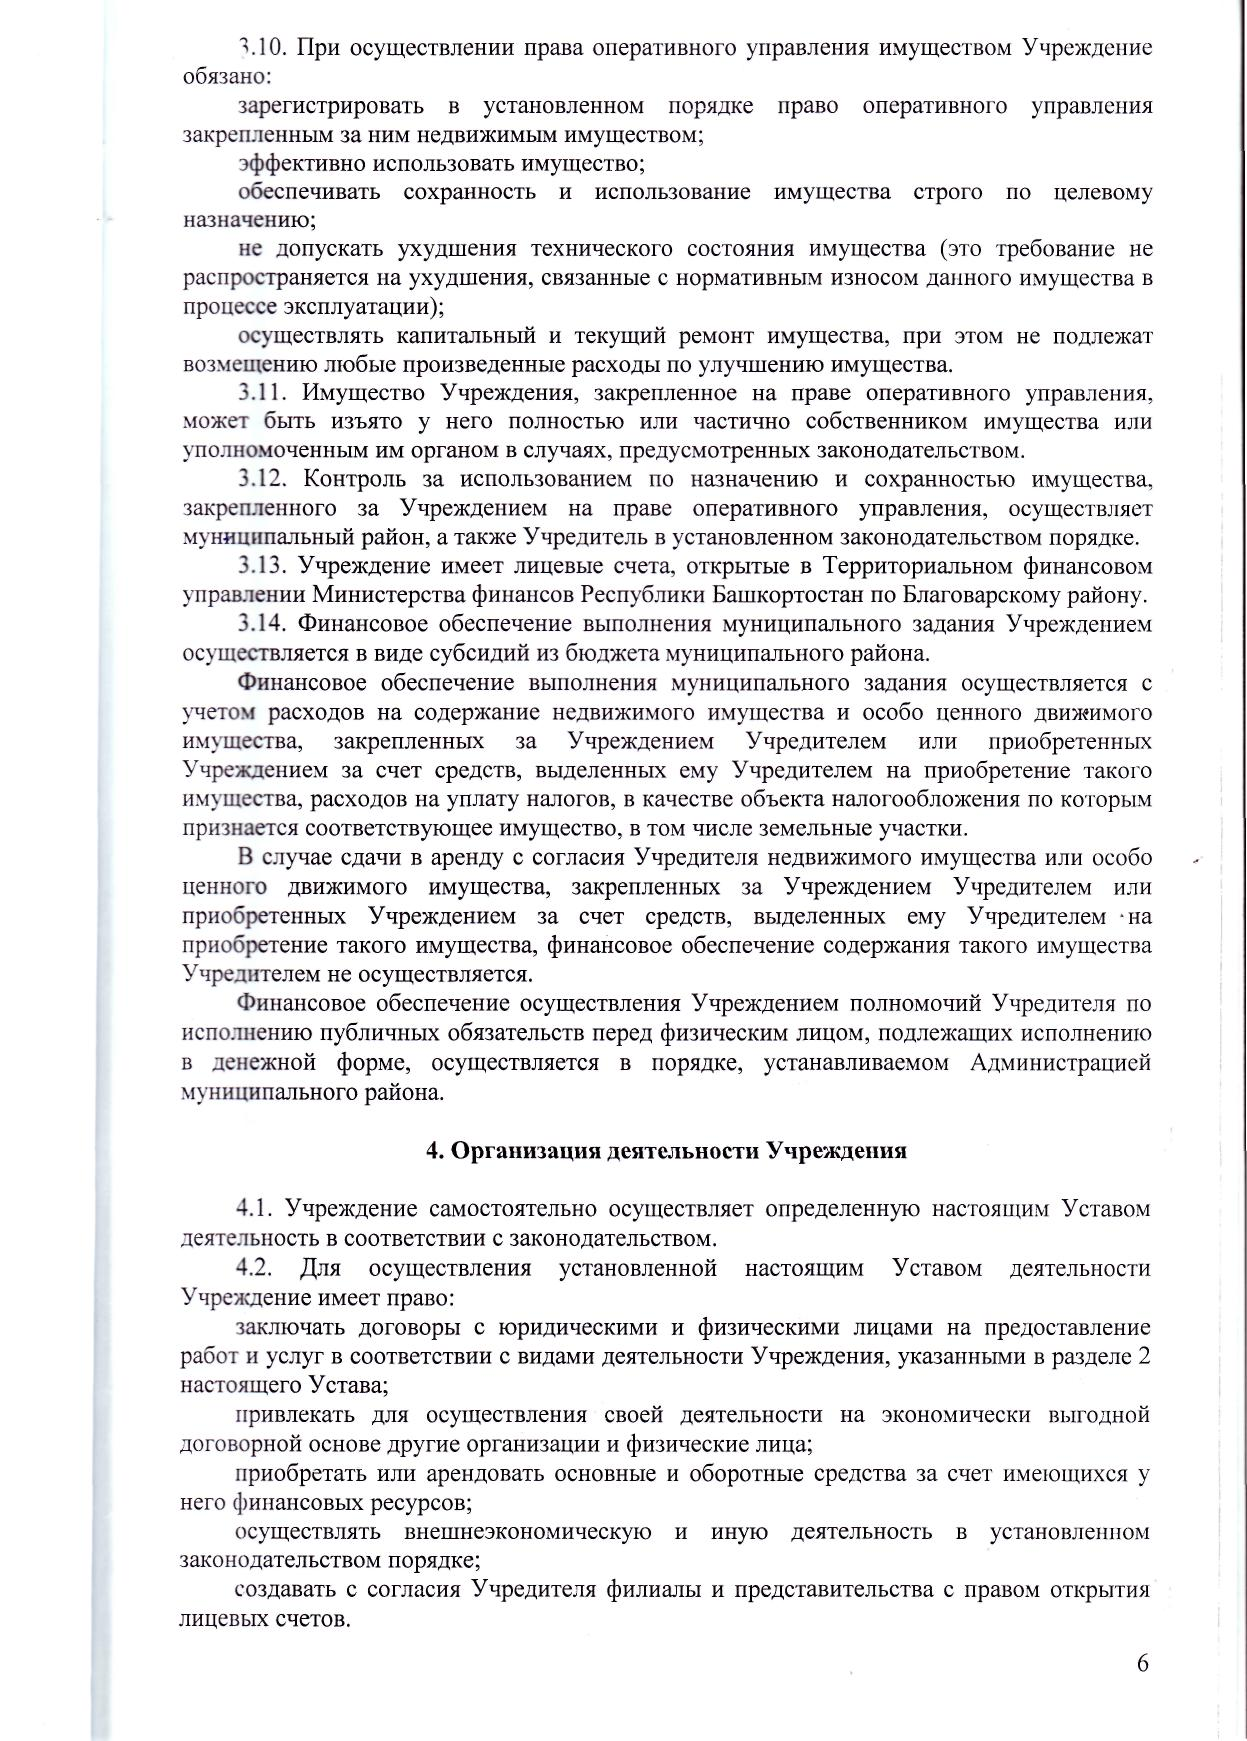 3.10. При осуществлении права оперативного управления имуществом Учреждение
обязано:
зарегистрировать в установленном порядке право оперативного управления
закрепленным за ним недвижимым имуществом;
эффективно использовать имущество;
обеспечивать сохранность и использование имущества строго по целевому
назначению;
не допускать ухудшения технического состояния имущества (это требование не
распространяется на ухудшения, связанные с нормативным износом данного имущества в
процессе эксплуатации);
осуществлять капитальный и текущий ремонт имущества, при этом не подлежат
возмещению любые произведенные расходы по улучшению имущества.
3.11. Имущество Учреждения, закрепленное на праве оперативного управления,
может быть изъято у него полностью или частично собственником имущества или
уполномоченным им органом в случаях, предусмотренных законодательством.
3.12. Контроль за использованием по назначению и сохранностью имущества,
закрепленного за Учреждением на праве оперативного управления, осуществляет
муниципальный район, а также Учредитель в установленном законодательством порядке.
3.13. Учреждение имеет лицевые счета, открытые в Территориальном финансовом
управлении Министерства финансов Республики Башкортостан по Благоварскому району.
3.14. Финансовое обеспечение выполнения муниципального задания Учреждением
осуществляется в виде субсидий из бюджета муниципального района.
Финансовое обеспечение выполнения муниципального задания осуществляется с
учетом расходов на содержание недвижимого имущества и особо ценного движимого
имущества, закрепленных за Учреждением Учредителем или приобретенных
Учреждением за счет средств, выделенных ему Учредителем на приобретение такого
имущества, расходов на уплату налогов, в качестве объекта налогообложения по которым
признается соответствующее имущество, в том числе земельные участки.
В случае сдачи в аренду с согласия Учредителя недвижимого имущества или особо
ценного движимого имущества, закрепленных за Учреждением Учредителем или
приобретенных Учреждением за счет средств, выделенных ему Учредителем на
приобретение такого имущества, финансовое обеспечение содержания такого имущества
Учредителем не осуществляется.
Финансовое обеспечение осуществления Учреждением полномочий Учредителя по
исполнению публичных обязательств перед физическим лицом, подлежащих исполнению
в денежной форме, осуществляется в порядке, устанавливаемом Администрацией
муниципального района.
4. Организация деятельности Учреждения
4.1. Учреждение самостоятельно осуществляет определенную настоящим Уставом
деятельность в соответствии с законодательством.
4.2. Для осуществления установленной настоящим Уставом деятельности
Учреждение имеет право:
заключать договоры с юридическими и физическими лицами на предоставление
работ и услуг в соответствии с видами деятельности Учреждения, указанными в разделе 2
настоящего Устава;
привлекать для осуществления своей деятельности на экономически выгодной
договорной основе другие организации и физические лица;
приобретать или арендовать основные и оборотные средства за счет имеющихся у
него финансовых ресурсов;
осуществлять внешнеэкономическую и иную деятельность в установленном
законодательством порядке;
создавать с согласия Учредителя филиалы и представительства с правом открытия
лицевых счетов.
6